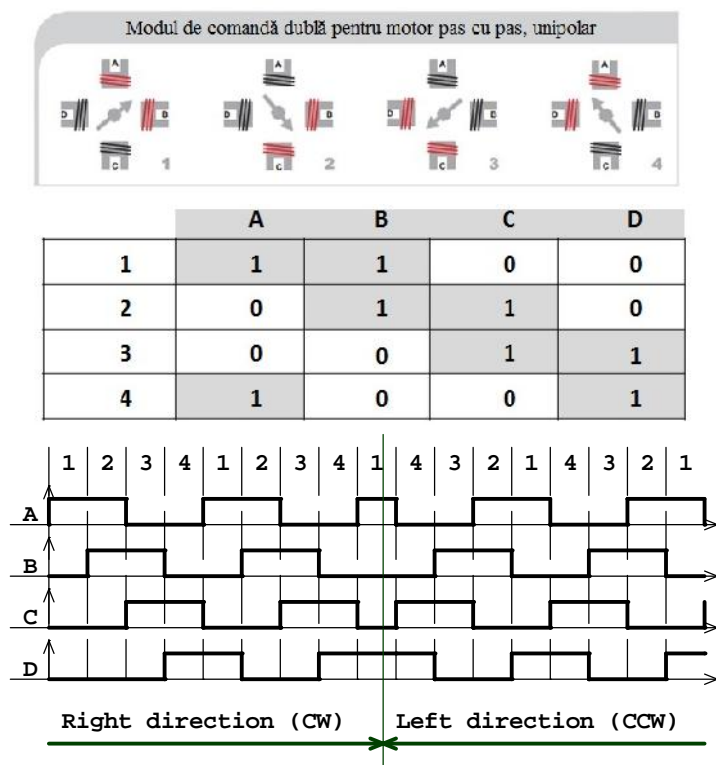 Modul de comandă dublă pentru motor pas cu pas, unipolar
A A A A
D B D B D B D B
C C C C
1 2 3 4
A B C D
1 1 1 0 0
2 0 1 1 0
3 0 0 1 1
4 1 0 0 1
1 2 3 4 1 2 3 4 1 4 3 2 1 4 3 2 1
A
B
C
D
Right direction (CW) Left direction (CCW)